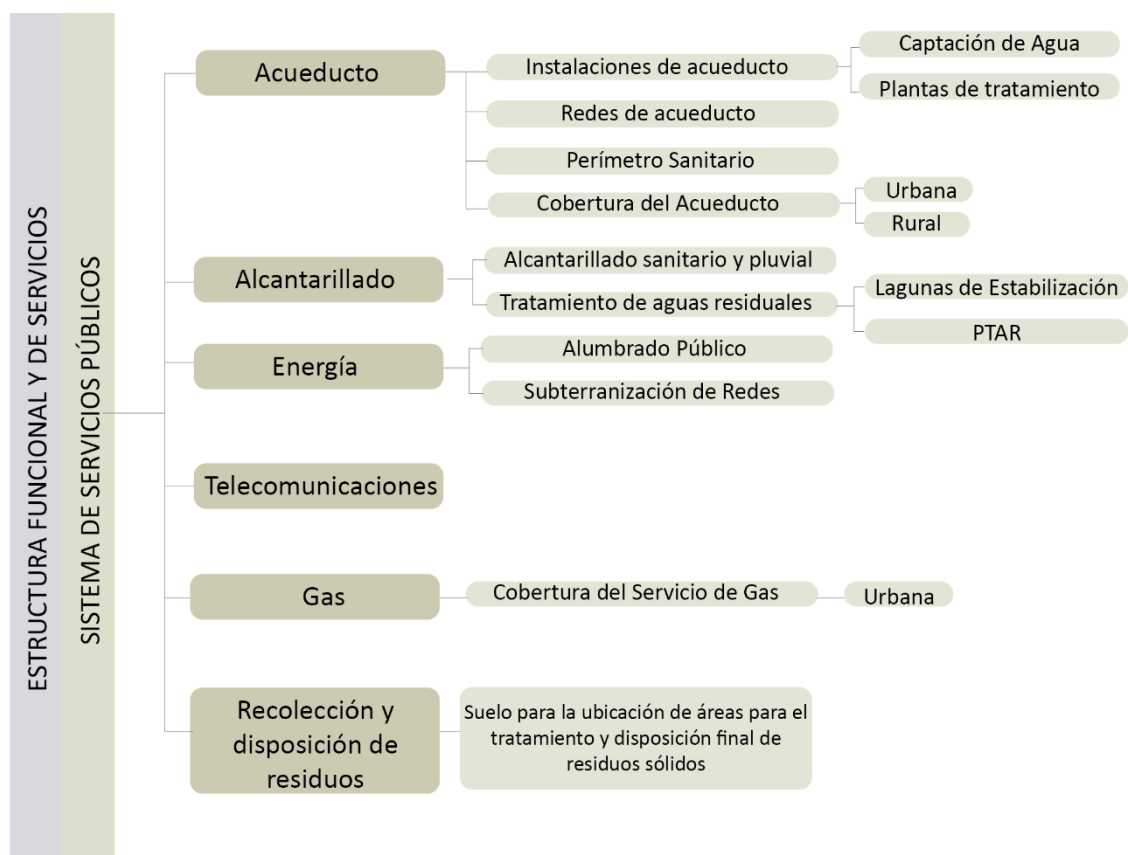 ESTRUCTURA FUNCIONAL Y DE SERVICIOS
SISTEMA DE SERVICIOS PÚBLICOS
Acueducto
Instalaciones de acueducto
Captación de Agua
Plantas de tratamiento
Redes de acueducto
Perímetro Sanitario
Cobertura del Acueducto
Urbana
Rural
Alcantarillado
Alcantarillado sanitario y pluvial
Tratamiento de aguas residuales
Lagunas de Estabilización
PTAR
Energía
Alumbrado Público
Subterranización de Redes
Telecomunicaciones
Gas
Cobertura del Servicio de Gas
Urbana
Recolección y
disposición de
residuos
Suelo para la ubicación de áreas para el
tratamiento y disposición final de
residuos sólidos